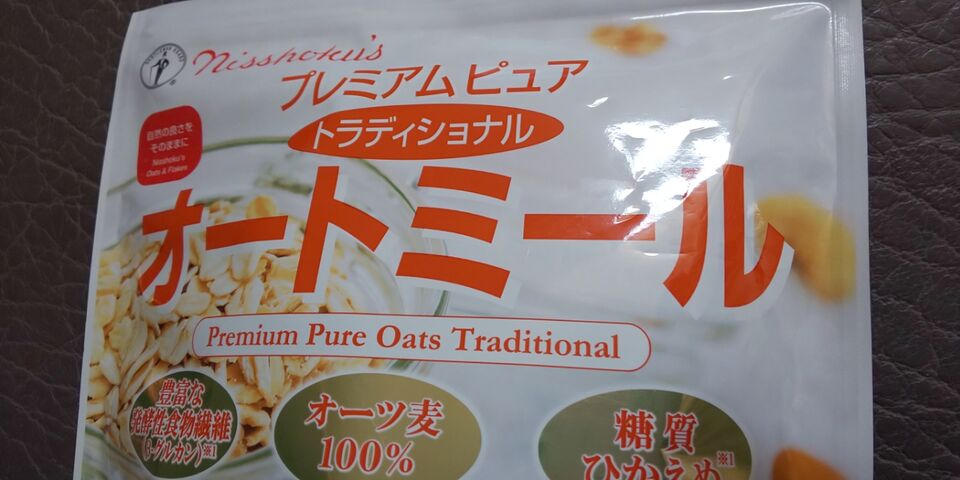 Nisshoku's
プレミアムピュア
トラディショナル
自然の良さを
そのままに
Nisshoku's
Oats & Flakes
オートミール
Premium Pure Oats Traditional
豊富な
発酵性食物繊維
(β-グルカン)※1
オーツ麦
100%
糖質
ひかえめ※1